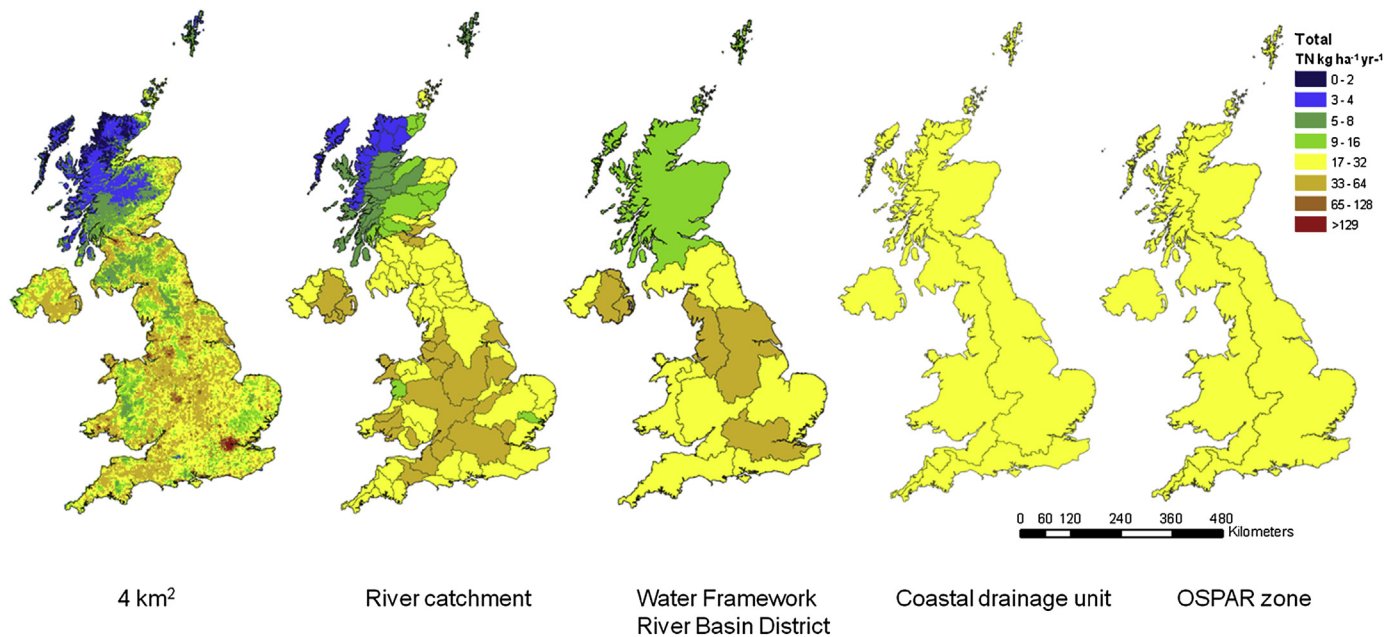 Total
TN kg ha⁻¹ yr⁻¹
0 - 2
3 - 4
5 - 8
9 - 16
17 - 32
33 - 64
65 - 128
>129
0 60 120 240 360 480
Kilometers
4 km²
River catchment
Water Framework
River Basin District
Coastal drainage unit
OSPAR zone